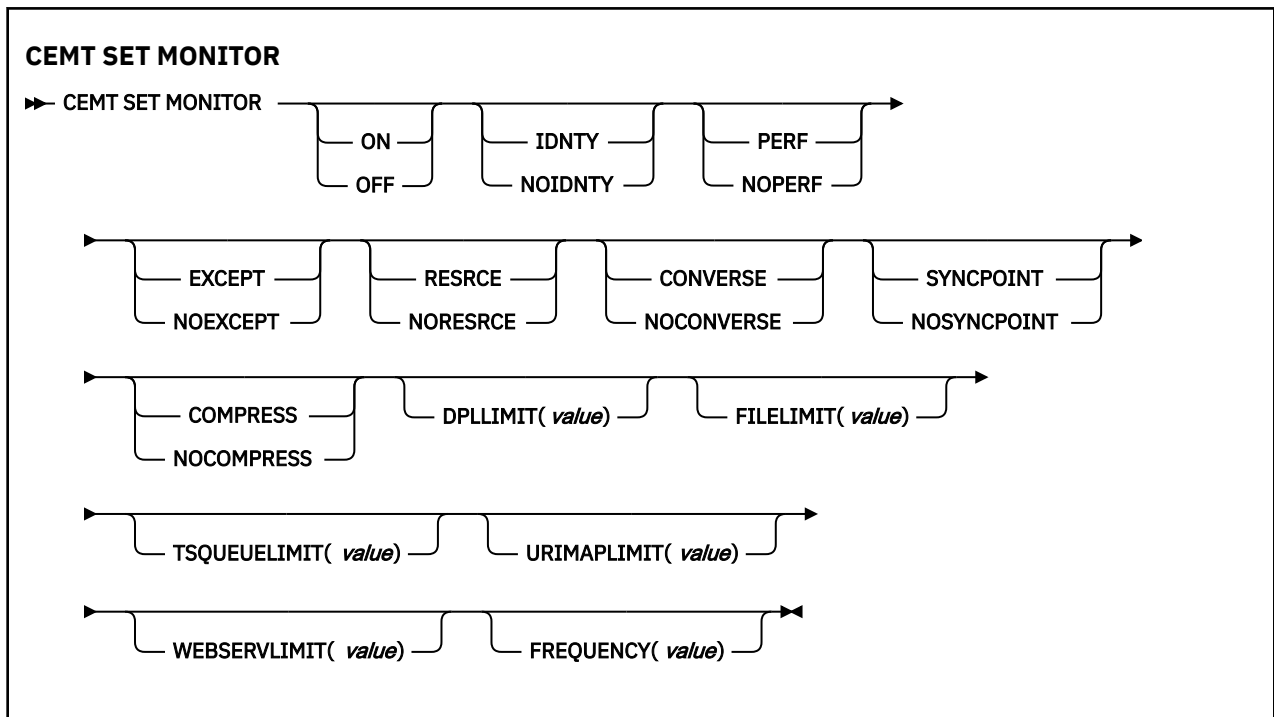 CEMT SET MONITOR
CEMT SET MONITOR
ON IDNTY PERF
OFF NOIDNTY NOPERF
EXCEPT RESRCE CONVERSE SYNCPOINT
NOEXCEPT NORESRCE NOCONVERSE NOSYNCPOINT
COMPRESS DPLLIMIT( value) FILELIMIT( value)
NOCOMPRESS
TSQUEUELIMIT( value) URIMAPLIMIT( value)
WEBSERVLIMIT( value) FREQUENCY( value)